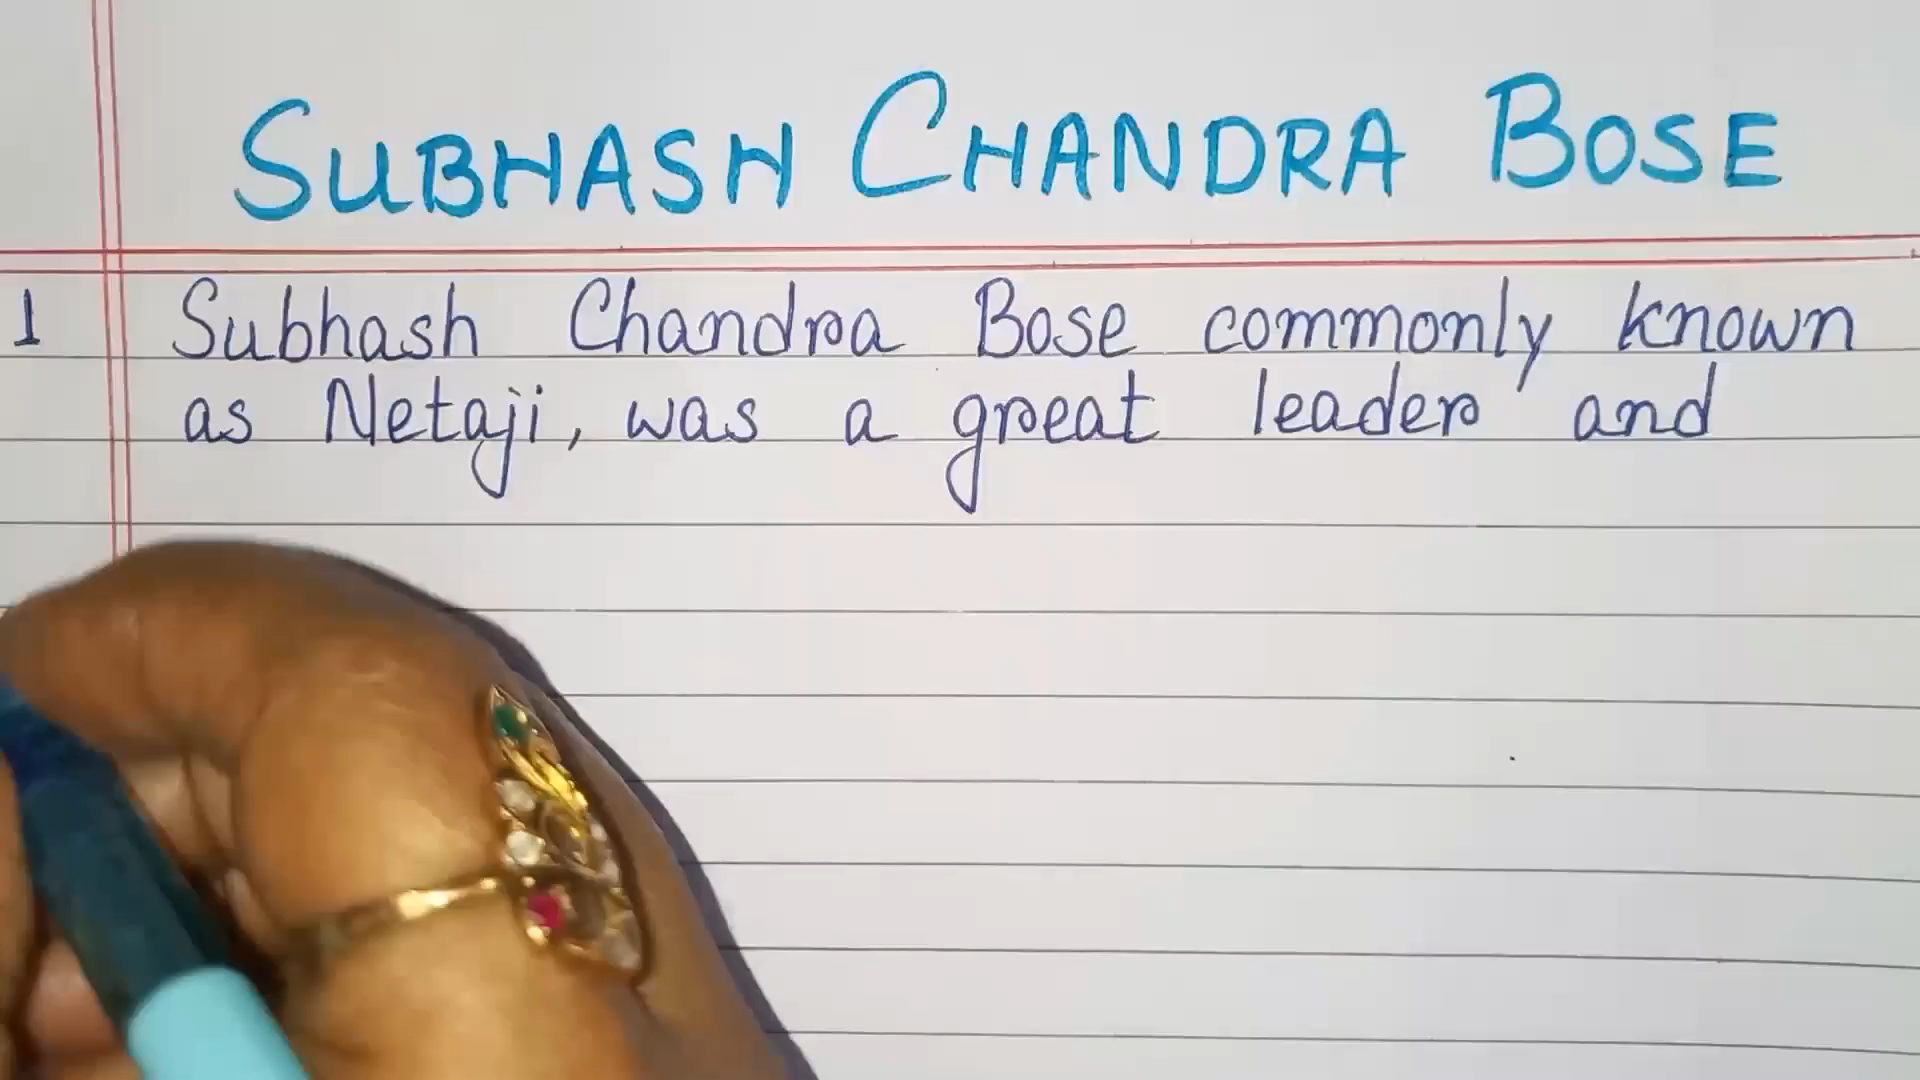 SUBHASH CHANDRA BOSE
1 Subhash Chandra Bose commonly known
as Netaji, was a great leader and